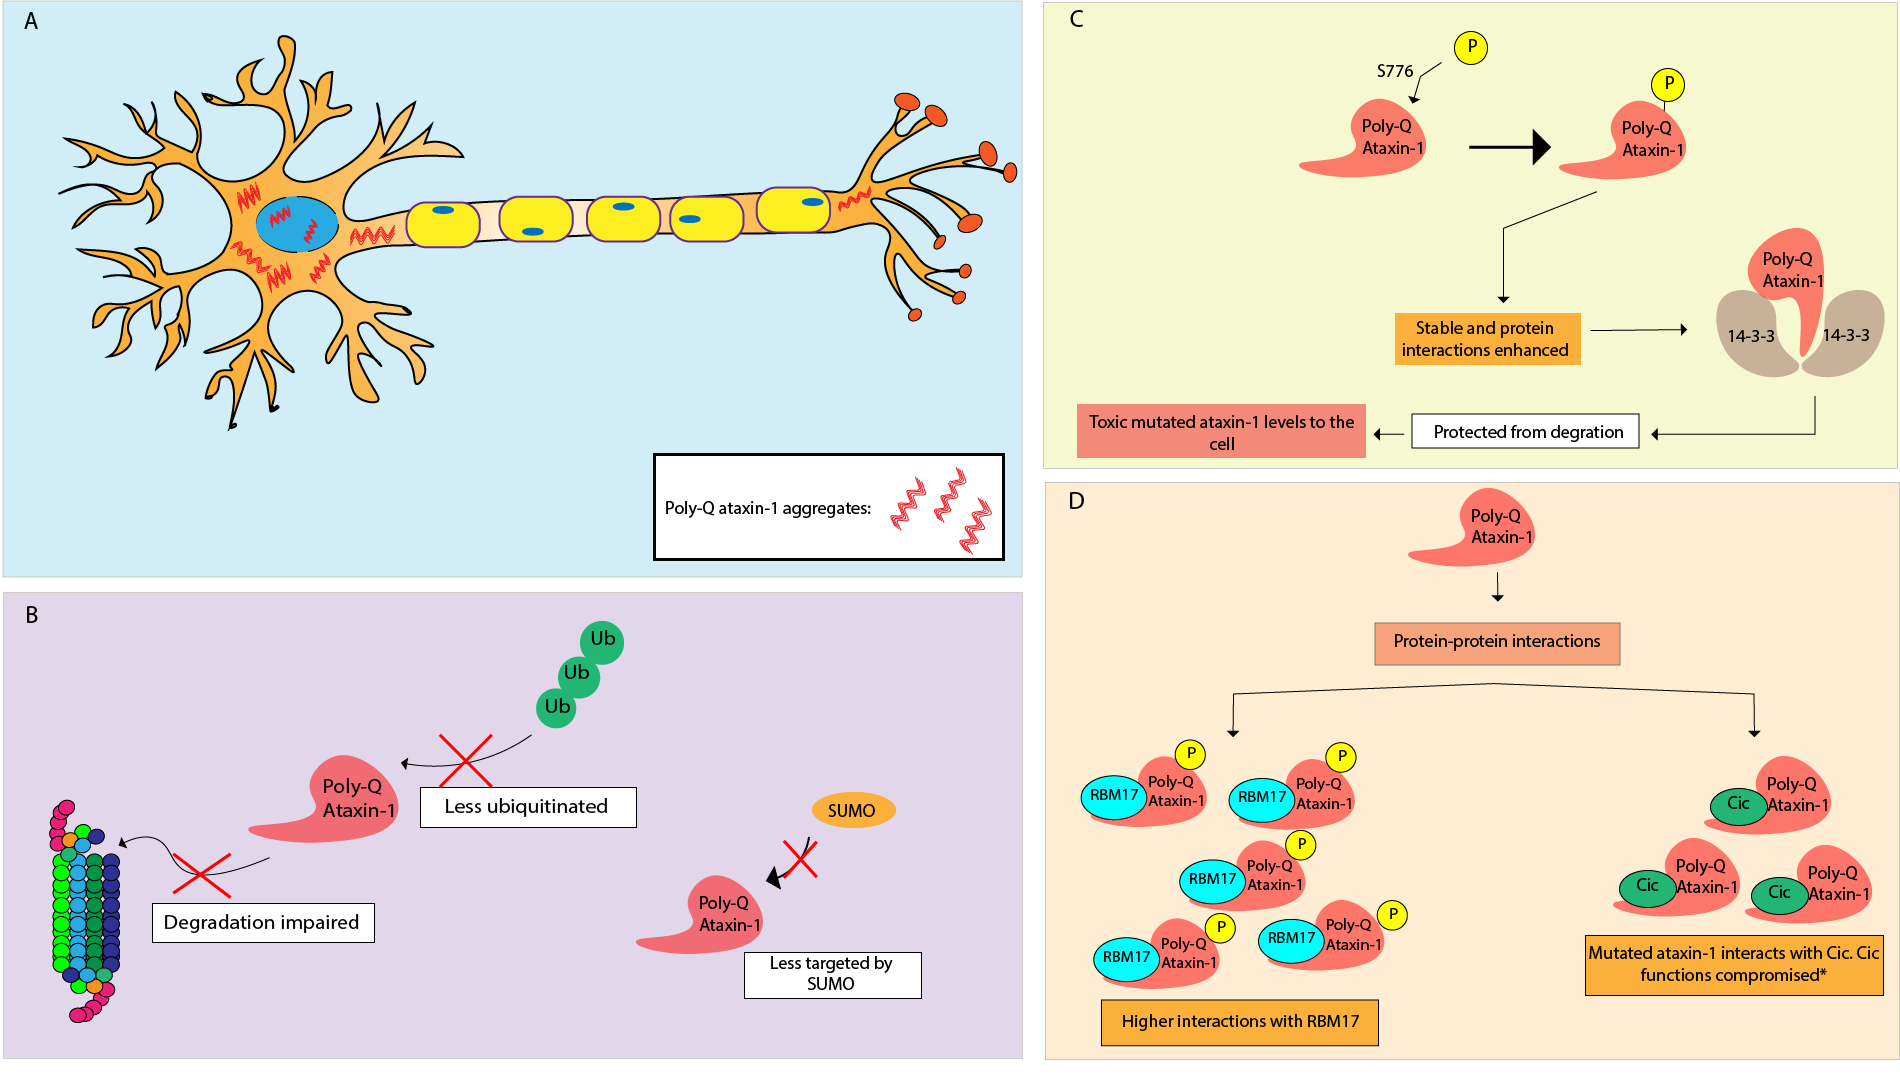 A
Poly-Q ataxin-1 aggregates:
B
Ub
Ub
Ub
Poly-Q
Ataxin-1
Less ubiquitinated
Degradation impaired
SUMO
Poly-Q
Ataxin-1
Less targeted by
SUMO
C
P
S776
Poly-Q
Ataxin-1
P
Poly-Q
Ataxin-1
Stable and protein
interactions enhanced
Poly-Q
Ataxin-1
14-3-3
14-3-3
Protected from degration
Toxic mutated ataxin-1 levels to the
cell
D
Poly-Q
Ataxin-1
Protein-protein interactions
P
RBM17
Poly-Q
Ataxin-1
P
RBM17
Poly-Q
Ataxin-1
P
RBM17
Poly-Q
Ataxin-1
P
RBM17
Poly-Q
Ataxin-1
P
RBM17
Poly-Q
Ataxin-1
Higher interactions with RBM17
Cic
Poly-Q
Ataxin-1
Cic
Poly-Q
Ataxin-1
Cic
Poly-Q
Ataxin-1
Mutated ataxin-1 interacts with Cic. Cic
functions compromised*